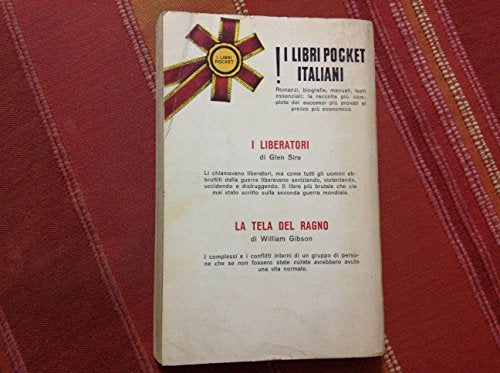 I LIBRI
POCKET
! I LIBRI POCKET
ITALIANI
Romanzi, biografie, manuali, testi
essenziali: la raccolta più com-
pleta dei successi più provati al
prezzo più economico
I LIBERATORI
di Glen Sire
Li chiamavano liberatori, ma come tutti gli uomini ab-
bruttiti dalla guerra liberevano seviziando, violentando,
uccidendo e distruggendo. Il libro più brutale che sia
mai stato scritto sulla seconda guerra mondiale.
LA TELA DEL RAGNO
di William Gibson
I complessi e i conflitti interni di un gruppo di perso-
ne che se non fossero state curate avrebbero avuto
una vita normale.